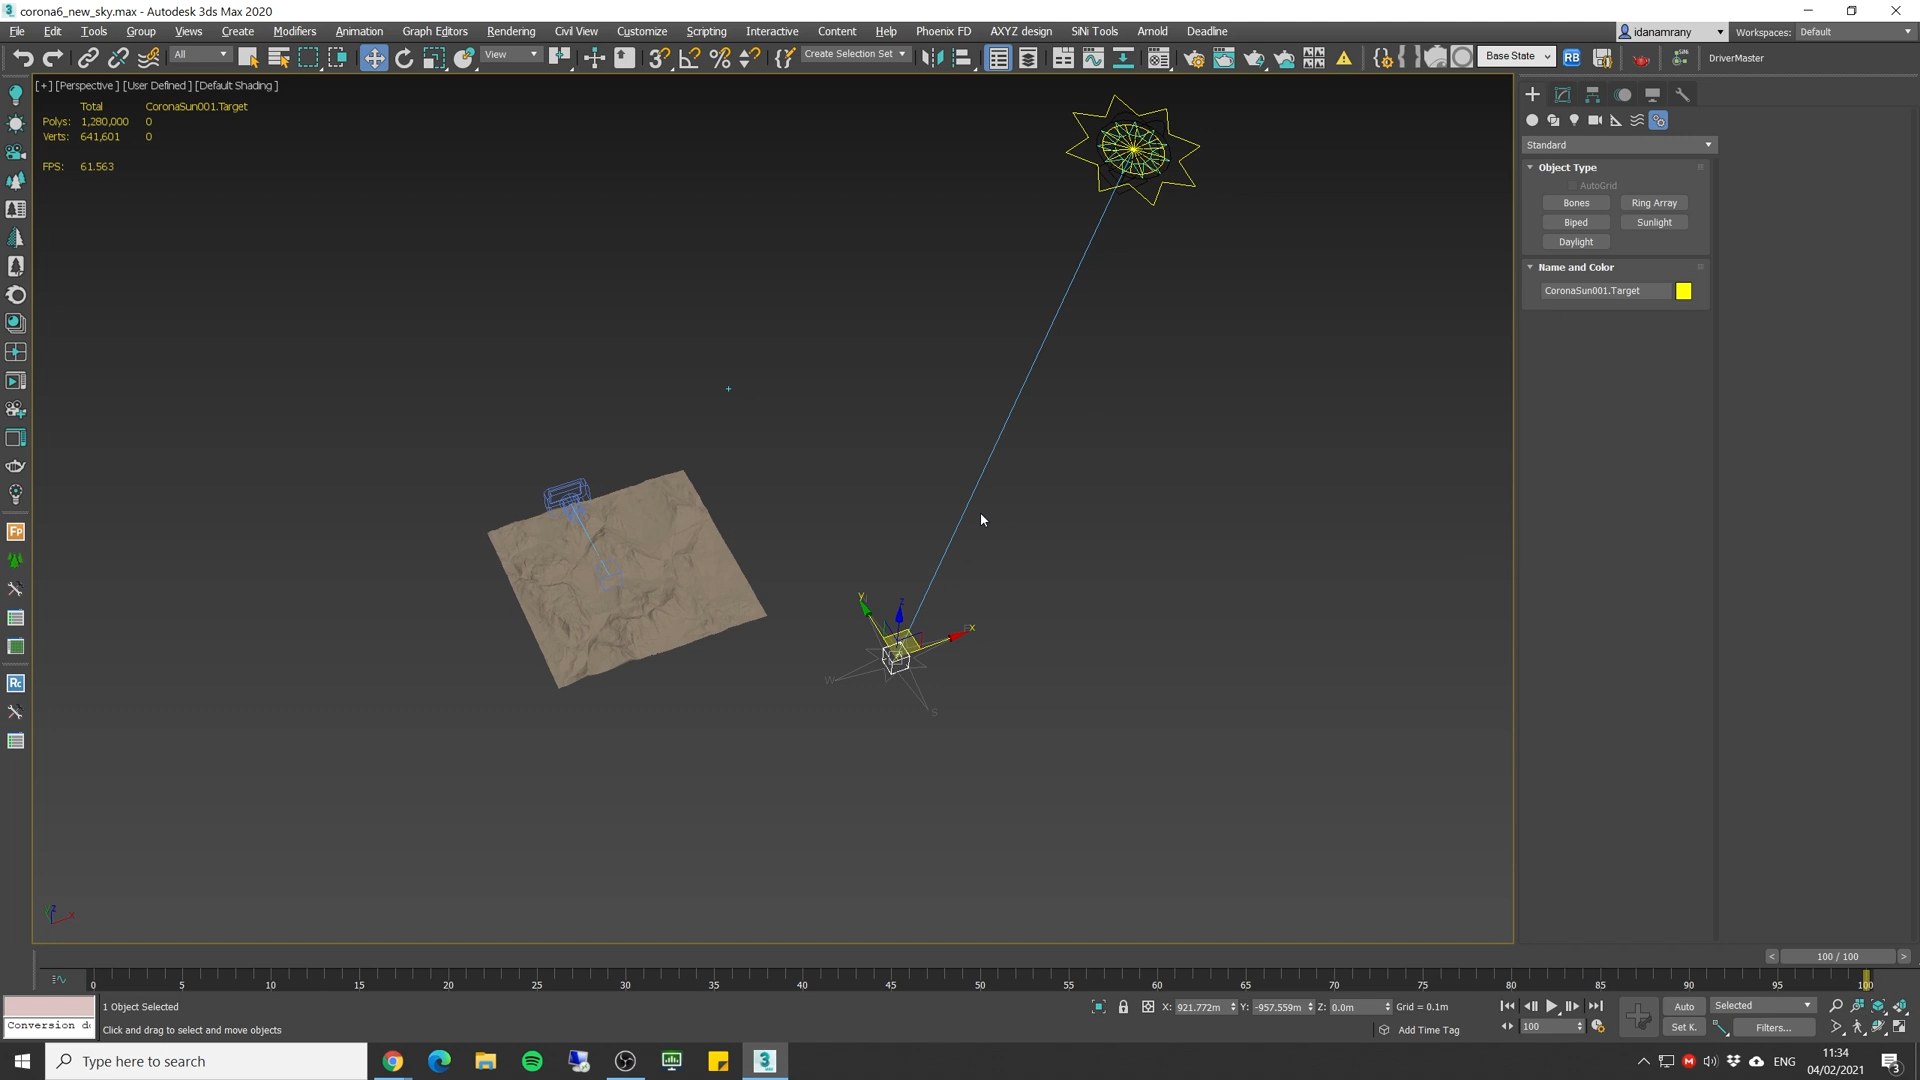 corona6_new_sky.max - Autodesk 3ds Max 2020
File Edit Tools Group Views Create Modifiers Animation Graph Editors Rendering Civil View Customize Scripting Interactive Content Help Phoenix FD AXYZ design SiNi Tools Arnold Deadline
idanamrany
Workspaces: Default
All
View
Create Selection Set
Base State
RB
DriverMaster
[+] [Perspective ] [User Defined ] [Default Shading ]
Total CoronaSun001.Target
Polys: 1,280,000 0
Verts: 641,601 0
FPS: 61.563
Standard
Object Type
AutoGrid
Bones Ring Array
Biped Sunlight
Daylight
Name and Color
CoronaSun001.Target
Fp
Rc
y
z
x
W
S
z
x
< 100 / 100 >
0 5 10 15 20 25 30 35 40 45 50 55 60 65 70 75 80 85 90 95 100
1 Object Selected
X: 921.772m Y: -957.559m Z: 0.0m Grid = 0.1m
Auto Selected
Conversion d
Click and drag to select and move objects
Add Time Tag
100
Set K. Filters...
Type here to search
ENG
11:34
04/02/2021
3